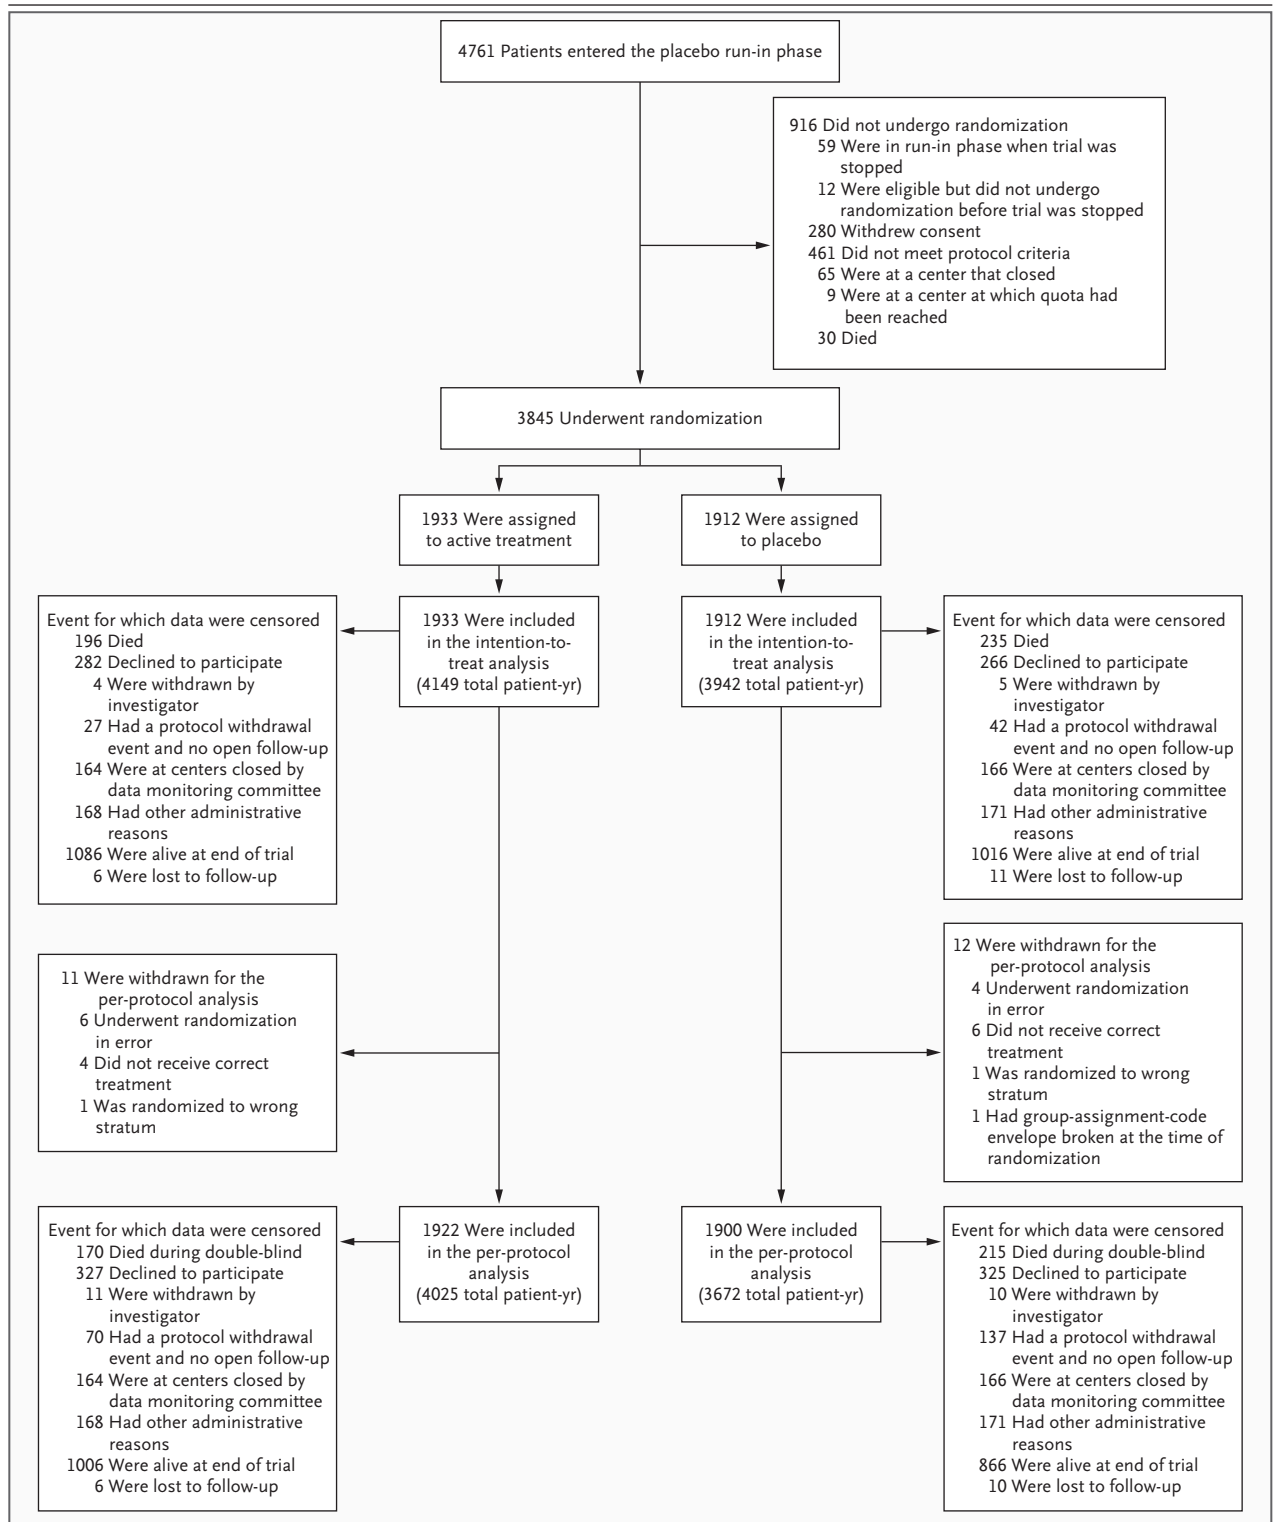 4761 Patients entered the placebo run-in phase
916 Did not undergo randomization
59 Were in run-in phase when trial was
stopped
12 Were eligible but did not undergo
randomization before trial was stopped
280 Withdrew consent
461 Did not meet protocol criteria
65 Were at a center that closed
9 Were at a center at which quota had
been reached
30 Died
3845 Underwent randomization
1933 Were assigned
to active treatment
1912 Were assigned
to placebo
Event for which data were censored
196 Died
282 Declined to participate
4 Were withdrawn by
investigator
27 Had a protocol withdrawal
event and no open follow-up
164 Were at centers closed by
data monitoring committee
168 Had other administrative
reasons
1086 Were alive at end of trial
6 Were lost to follow-up
1933 Were included
in the intention-to-
treat analysis
(4149 total patient-yr)
1912 Were included
in the intention-to-
treat analysis
(3942 total patient-yr)
Event for which data were censored
235 Died
266 Declined to participate
5 Were withdrawn by
investigator
42 Had a protocol withdrawal
event and no open follow-up
166 Were at centers closed by
data monitoring committee
171 Had other administrative
reasons
1016 Were alive at end of trial
11 Were lost to follow-up
11 Were withdrawn for the
per-protocol analysis
6 Underwent randomization
in error
4 Did not receive correct
treatment
1 Was randomized to wrong
stratum
12 Were withdrawn for the
per-protocol analysis
4 Underwent randomization
in error
6 Did not receive correct
treatment
1 Was randomized to wrong
stratum
1 Had group-assignment-code
envelope broken at the time of
randomization
Event for which data were censored
170 Died during double-blind
327 Declined to participate
11 Were withdrawn by
investigator
70 Had a protocol withdrawal
event and no open follow-up
164 Were at centers closed by
data monitoring committee
168 Had other administrative
reasons
1006 Were alive at end of trial
6 Were lost to follow-up
1922 Were included
in the per-protocol
analysis
(4025 total patient-yr)
1900 Were included
in the per-protocol
analysis
(3672 total patient-yr)
Event for which data were censored
215 Died during double-blind
325 Declined to participate
10 Were withdrawn by
investigator
137 Had a protocol withdrawal
event and no open follow-up
166 Were at centers closed by
data monitoring committee
171 Had other administrative
reasons
866 Were alive at end of trial
10 Were lost to follow-up